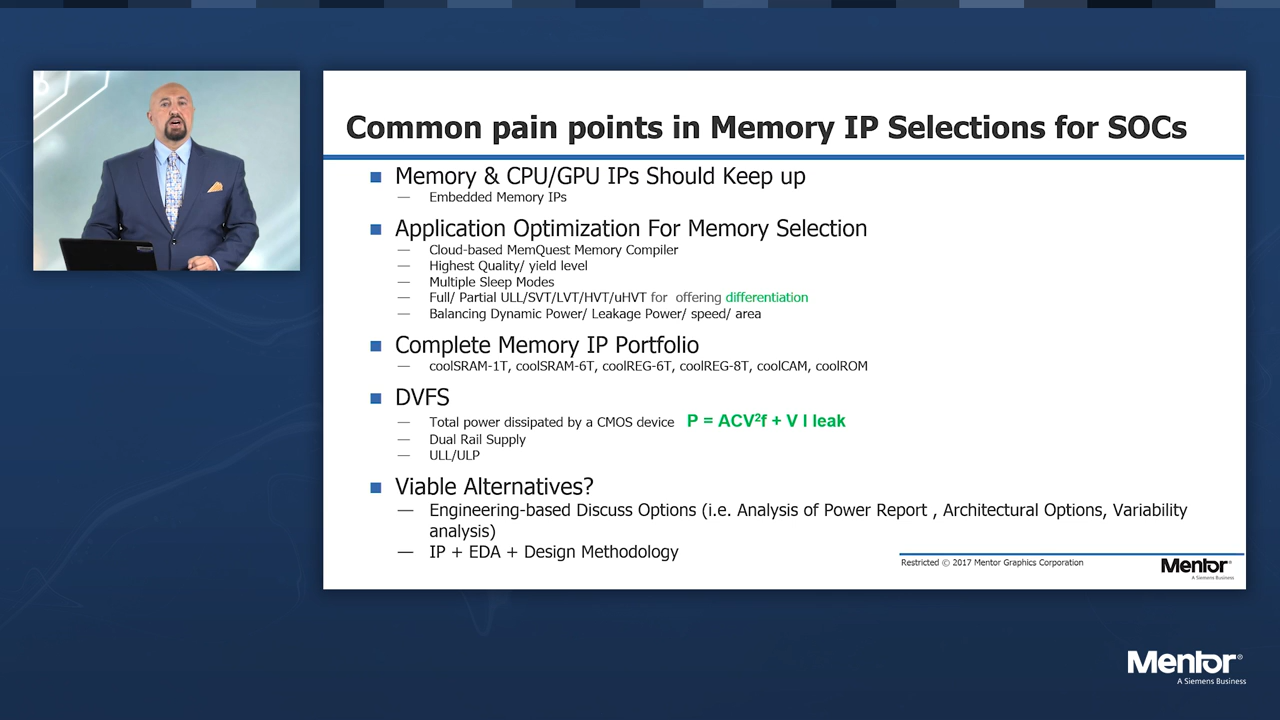 Common pain points in Memory IP Selections for SOCs
■ Memory & CPU/GPU IPs Should Keep up
— Embedded Memory IPs
■ Application Optimization For Memory Selection
— Cloud-based MemQuest Memory Compiler
— Highest Quality/ yield level
— Multiple Sleep Modes
— Full/ Partial ULL/SVT/LVT/HVT/uHVT for offering differentiation
— Balancing Dynamic Power/ Leakage Power/ speed/ area
■ Complete Memory IP Portfolio
— coolSRAM-1T, coolSRAM-6T, coolREG-6T, coolREG-8T, coolCAM, coolROM
■ DVFS
— Total power dissipated by a CMOS device P = ACV²f + V I leak
— Dual Rail Supply
— ULL/ULP
■ Viable Alternatives?
— Engineering-based Discuss Options (i.e. Analysis of Power Report , Architectural Options, Variability
analysis)
— IP + EDA + Design Methodology
Restricted © 2017 Mentor Graphics Corporation
Mentor®
A Siemens Business
Mentor®
A Siemens Business